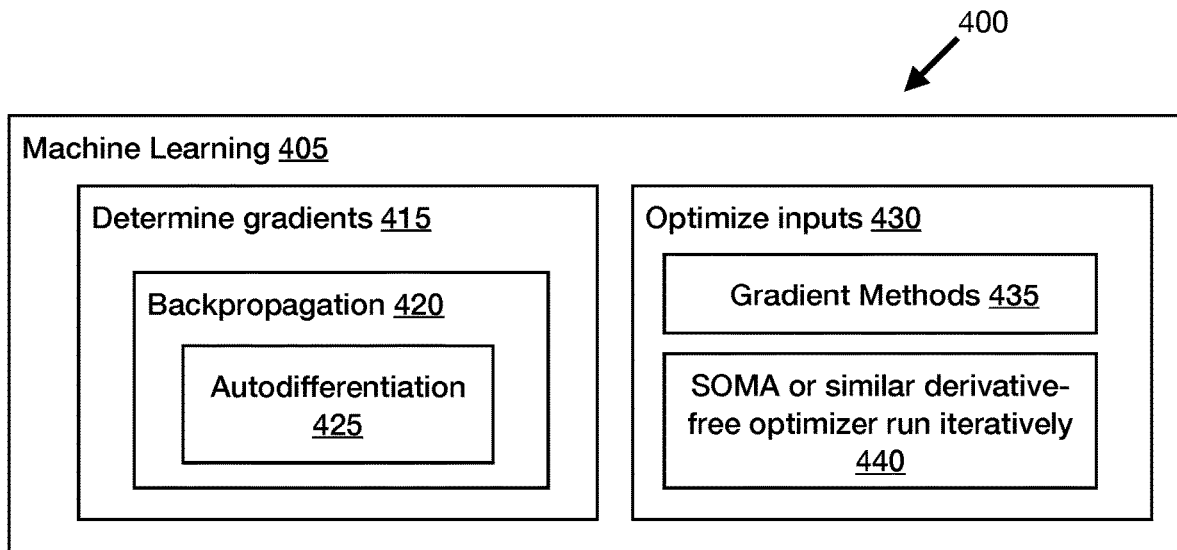 400
Machine Learning 405
Determine gradients 415
Backpropagation 420
Autodifferentiation
425
Optimize inputs 430
Gradient Methods 435
SOMA or similar derivative-
free optimizer run iteratively
440